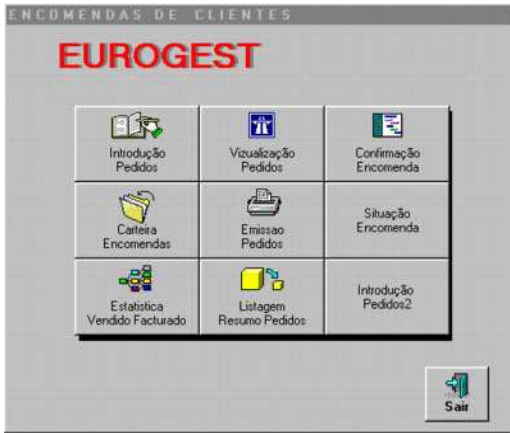 ENCOMENDAS DE CLIENTES
EUROGEST
Introdução
Pedidos
Vizualização
Pedidos
Confirmação
Encomenda
Carteira
Encomendas
Emissao
Pedidos
Situação
Encomenda
Estatistica
Vendido Facturado
Listagem
Resumo Pedidos
Introdução
Pedidos2
Sair